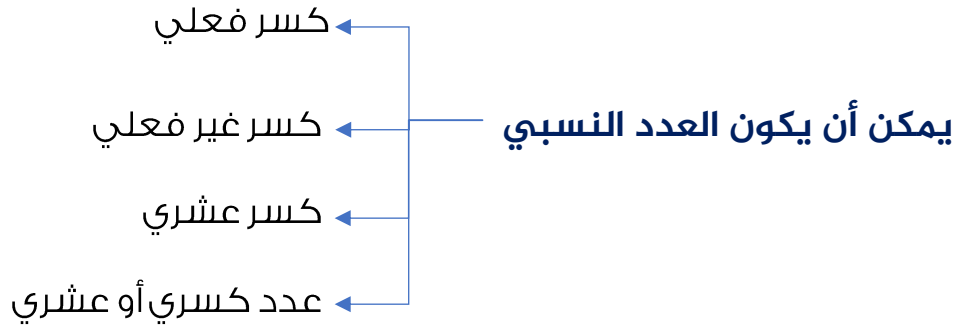 يمكن أن يكون العدد النسبي
كسر فعلي
كسر غير فعلي
كسر عشري
عدد كسري أو عشري